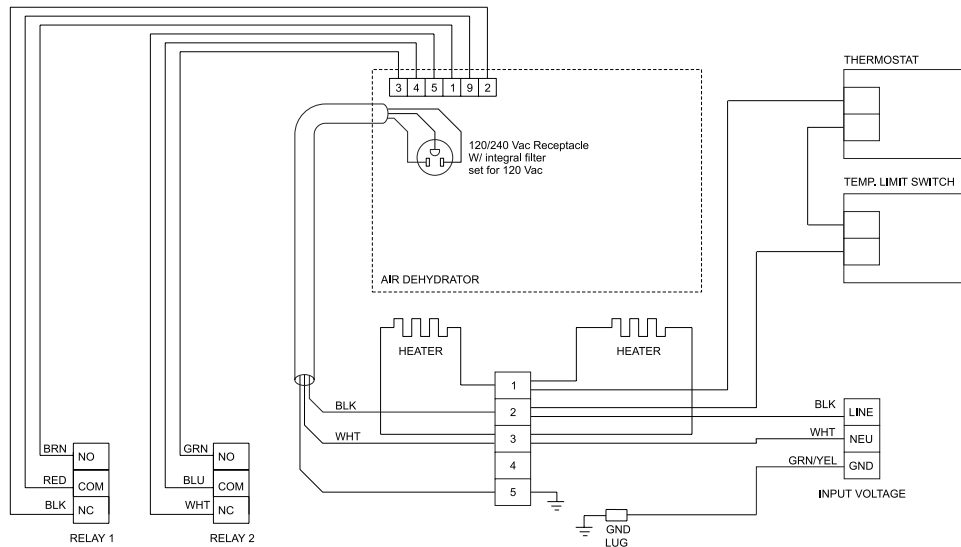 THERMOSTAT
3 4 5 1 9 2
120/240 Vac Receptacle
W/ integral filter
set for 120 Vac
TEMP. LIMIT SWITCH
AIR DEHYDRATOR
HEATER
HEATER
1
2
3
4
5
BLK
WHT
BLK
WHT
GRN/YEL
LINE
NEU
GND
INPUT VOLTAGE
GND
LUG
BRN NO
RED COM
BLK NC
RELAY 1
GRN NO
BLU COM
WHT NC
RELAY 2